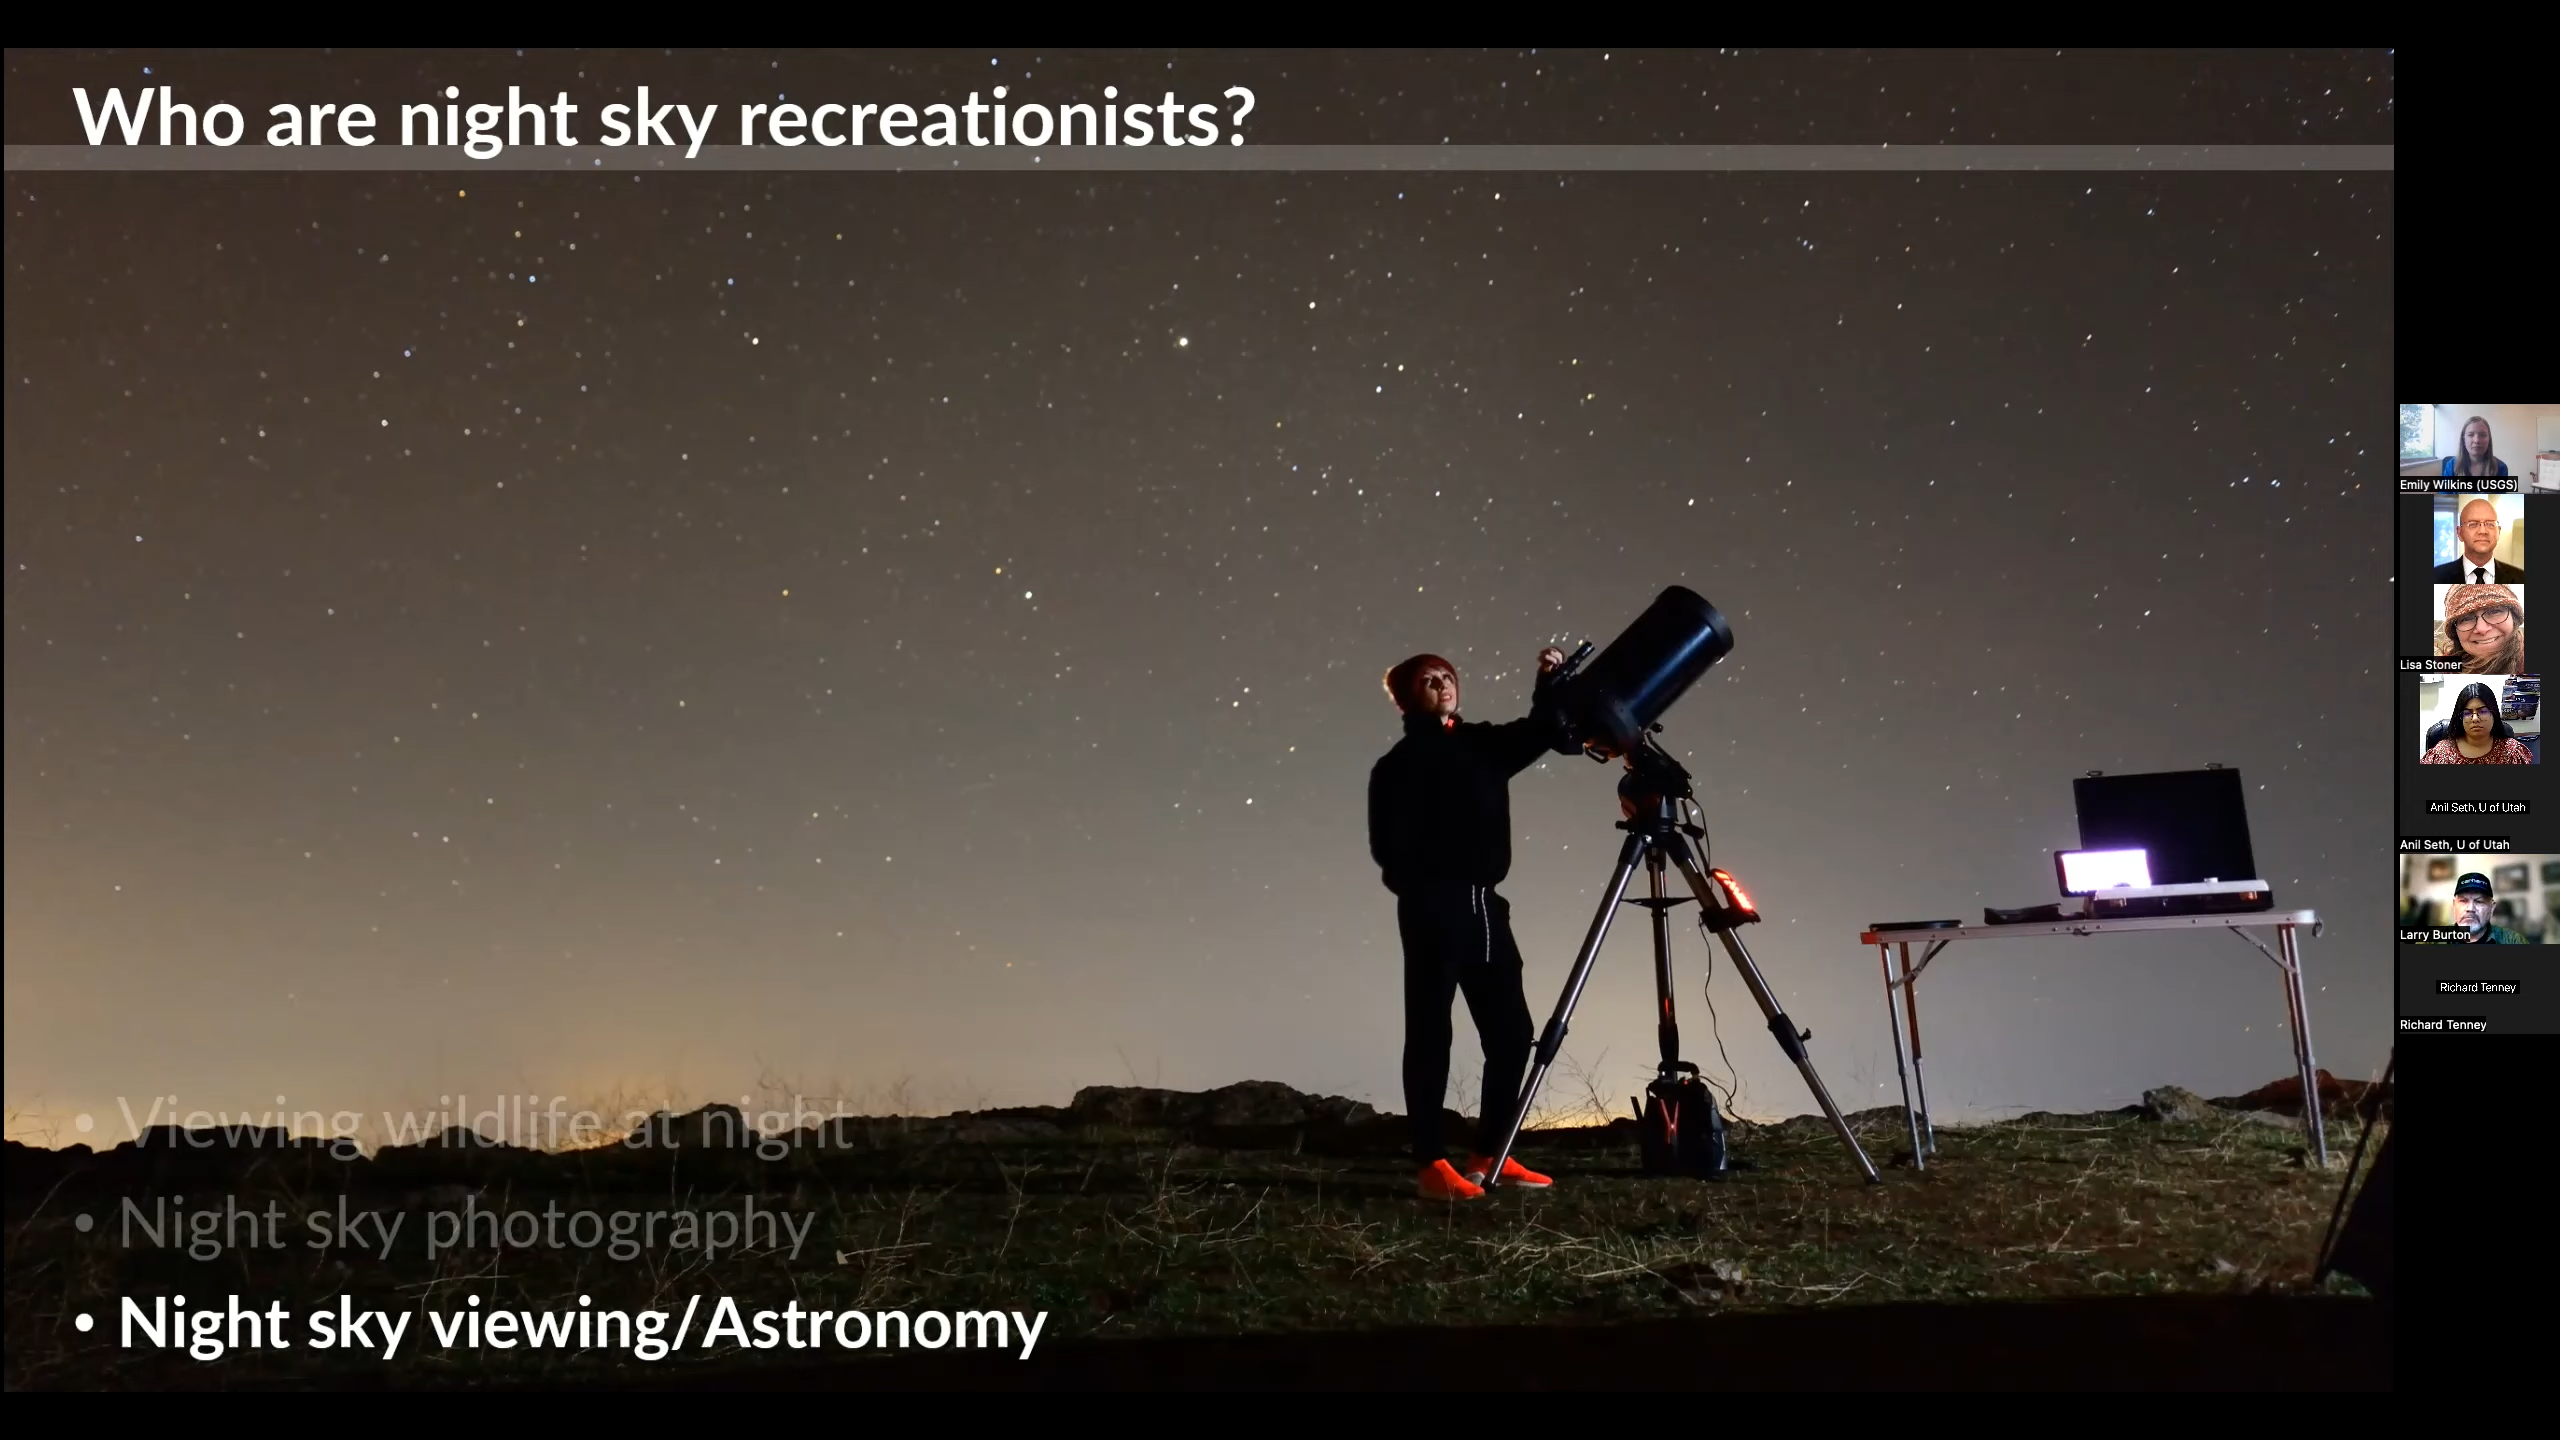 Who are night sky recreationists?
• Viewing wildlife at night
• Night sky photography
• Night sky viewing/Astronomy
Emily Wilkins (USGS)
Lisa Stoner
Anil Seth, U of Utah
Anil Seth, U of Utah
Larry Burton
Richard Tenney
Richard Tenney